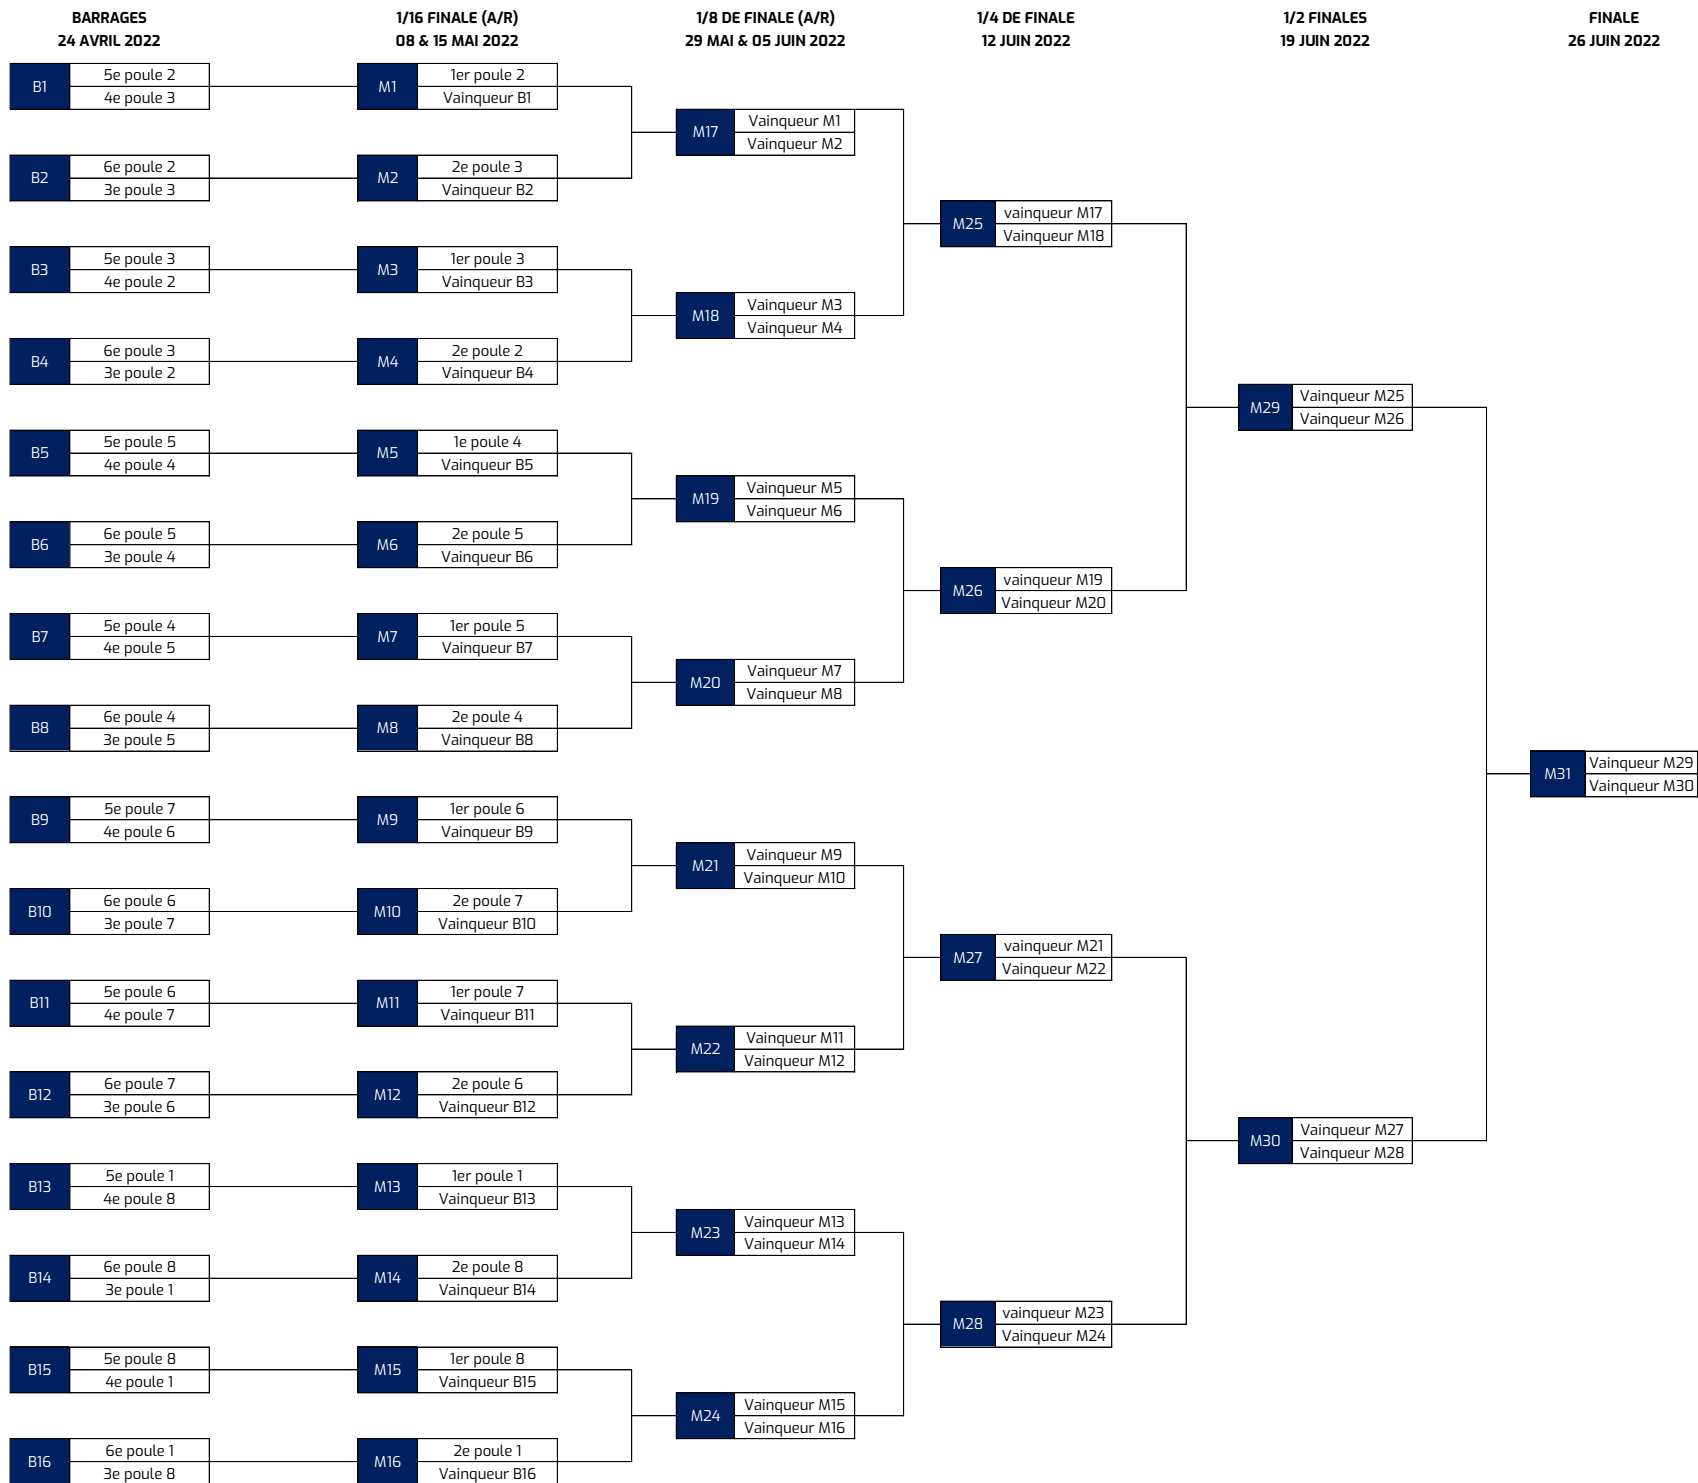 BARRAGES
24 AVRIL 2022
1/16 FINALE (A/R)
08 & 15 MAI 2022
1/8 DE FINALE (A/R)
29 MAI & 05 JUIN 2022
1/4 DE FINALE
12 JUIN 2022
1/2 FINALES
19 JUIN 2022
FINALE
26 JUIN 2022
B1
5e poule 2
4e poule 3
B2
6e poule 2
3e poule 3
B3
5e poule 3
4e poule 2
B4
6e poule 3
3e poule 2
B5
5e poule 5
4e poule 4
B6
6e poule 5
3e poule 4
B7
5e poule 4
4e poule 5
B8
6e poule 4
3e poule 5
B9
5e poule 7
4e poule 6
B10
6e poule 6
3e poule 7
B11
5e poule 6
4e poule 7
B12
6e poule 7
3e poule 6
B13
5e poule 1
4e poule 8
B14
6e poule 8
3e poule 1
B15
5e poule 8
4e poule 1
B16
6e poule 1
3e poule 8
M1
1er poule 2
Vainqueur B1
M2
2e poule 3
Vainqueur B2
M3
1er poule 3
Vainqueur B3
M4
2e poule 2
Vainqueur B4
M5
1e poule 4
Vainqueur B5
M6
2e poule 5
Vainqueur B6
M7
1er poule 5
Vainqueur B7
M8
2e poule 4
Vainqueur B8
M9
1er poule 6
Vainqueur B9
M10
2e poule 7
Vainqueur B10
M11
1er poule 7
Vainqueur B11
M12
2e poule 6
Vainqueur B12
M13
1er poule 1
Vainqueur B13
M14
2e poule 8
Vainqueur B14
M15
1er poule 8
Vainqueur B15
M16
2e poule 1
Vainqueur B16
M17
Vainqueur M1
Vainqueur M2
M18
Vainqueur M3
Vainqueur M4
M19
Vainqueur M5
Vainqueur M6
M20
Vainqueur M7
Vainqueur M8
M21
Vainqueur M9
Vainqueur M10
M22
Vainqueur M11
Vainqueur M12
M23
Vainqueur M13
Vainqueur M14
M24
Vainqueur M15
Vainqueur M16
M25
vainqueur M17
Vainqueur M18
M26
vainqueur M19
Vainqueur M20
M27
vainqueur M21
Vainqueur M22
M28
vainqueur M23
Vainqueur M24
M29
Vainqueur M25
Vainqueur M26
M30
Vainqueur M27
Vainqueur M28
M31
Vainqueur M29
Vainqueur M30